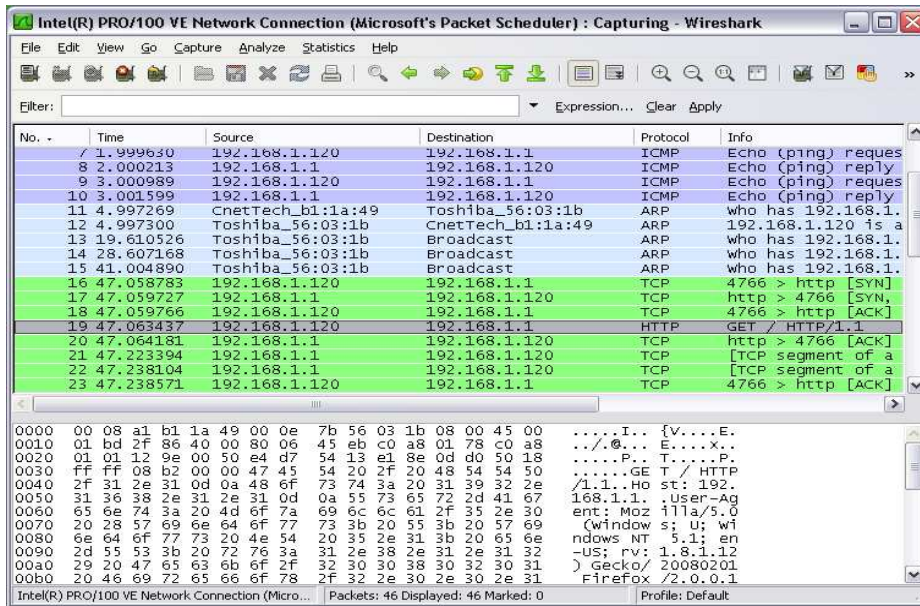 Intel(R) PRO/100 VE Network Connection (Microsoft's Packet Scheduler) : Capturing - Wireshark
File Edit View Go Capture Analyze Statistics Help
Filter: Expression... Clear Apply
No. - Time Source Destination Protocol Info
7 1.999630 192.168.1.120 192.168.1.1 ICMP Echo (ping) reques
8 2.000213 192.168.1.1 192.168.1.120 ICMP Echo (ping) reply
9 3.000989 192.168.1.120 192.168.1.1 ICMP Echo (ping) reques
10 3.001599 192.168.1.1 192.168.1.120 ICMP Echo (ping) reply
11 4.997269 CnetTech_b1:1a:49 Toshiba_56:03:1b ARP who has 192.168.1.
12 4.997300 Toshiba_56:03:1b CnetTech_b1:1a:49 ARP 192.168.1.120 is a
13 19.610526 Toshiba_56:03:1b Broadcast ARP who has 192.168.1.
14 28.607168 Toshiba_56:03:1b Broadcast ARP who has 192.168.1.
15 41.004890 Toshiba_56:03:1b Broadcast ARP who has 192.168.1.
16 47.058783 192.168.1.120 192.168.1.1 TCP 4766 > http [SYN]
17 47.059727 192.168.1.1 192.168.1.120 TCP http > 4766 [SYN,
18 47.059766 192.168.1.120 192.168.1.1 TCP 4766 > http [ACK]
19 47.063437 192.168.1.120 192.168.1.1 HTTP GET / HTTP/1.1
20 47.064181 192.168.1.1 192.168.1.120 TCP http > 4766 [ACK]
21 47.223394 192.168.1.1 192.168.1.120 TCP [TCP segment of a
22 47.238104 192.168.1.1 192.168.1.120 TCP [TCP segment of a
23 47.238571 192.168.1.120 192.168.1.1 TCP 4766 > http [ACK]
0000 00 08 a1 b1 1a 49 00 0e 7b 56 03 1b 08 00 45 00 .....I.. {V....E.
0010 01 bd 2f 86 40 00 80 06 45 eb c0 a8 01 78 c0 a8 ../.@... E....x..
0020 01 01 12 9e 00 50 e4 d7 54 13 e1 8e 0d d0 50 18 .....P.. T.....P.
0030 ff ff 08 b2 00 00 47 45 54 20 2f 20 48 54 54 50 ......GE T / HTTP
0040 2f 31 2e 31 0d 0a 48 6f 73 74 3a 20 31 39 32 2e /1.1..Ho st: 192.
0050 31 36 38 2e 31 2e 31 0d 0a 55 73 65 72 2d 41 67 168.1.1. .User-Ag
0060 65 6e 74 3a 20 4d 6f 7a 69 6c 6c 61 2f 35 2e 30 ent: Moz illa/5.0
0070 20 28 57 69 6e 64 6f 77 73 3b 20 55 3b 20 57 69 (Window s; U; Wi
0080 6e 64 6f 77 73 20 4e 54 20 35 2e 31 3b 20 65 6e ndows NT 5.1; en
0090 2d 55 53 3b 20 72 76 3a 31 2e 38 2e 31 2e 31 32 -US; rv: 1.8.1.12
00a0 29 20 47 65 63 6b 6f 2f 32 30 30 38 30 32 30 31 ) Gecko/ 20080201
00b0 20 46 69 72 65 66 6f 78 2f 32 2e 30 2e 30 2e 31 Firefox /2.0.0.1
Intel(R) PRO/100 VE Network Connection (Micro... Packets: 46 Displayed: 46 Marked: 0 Profile: Default